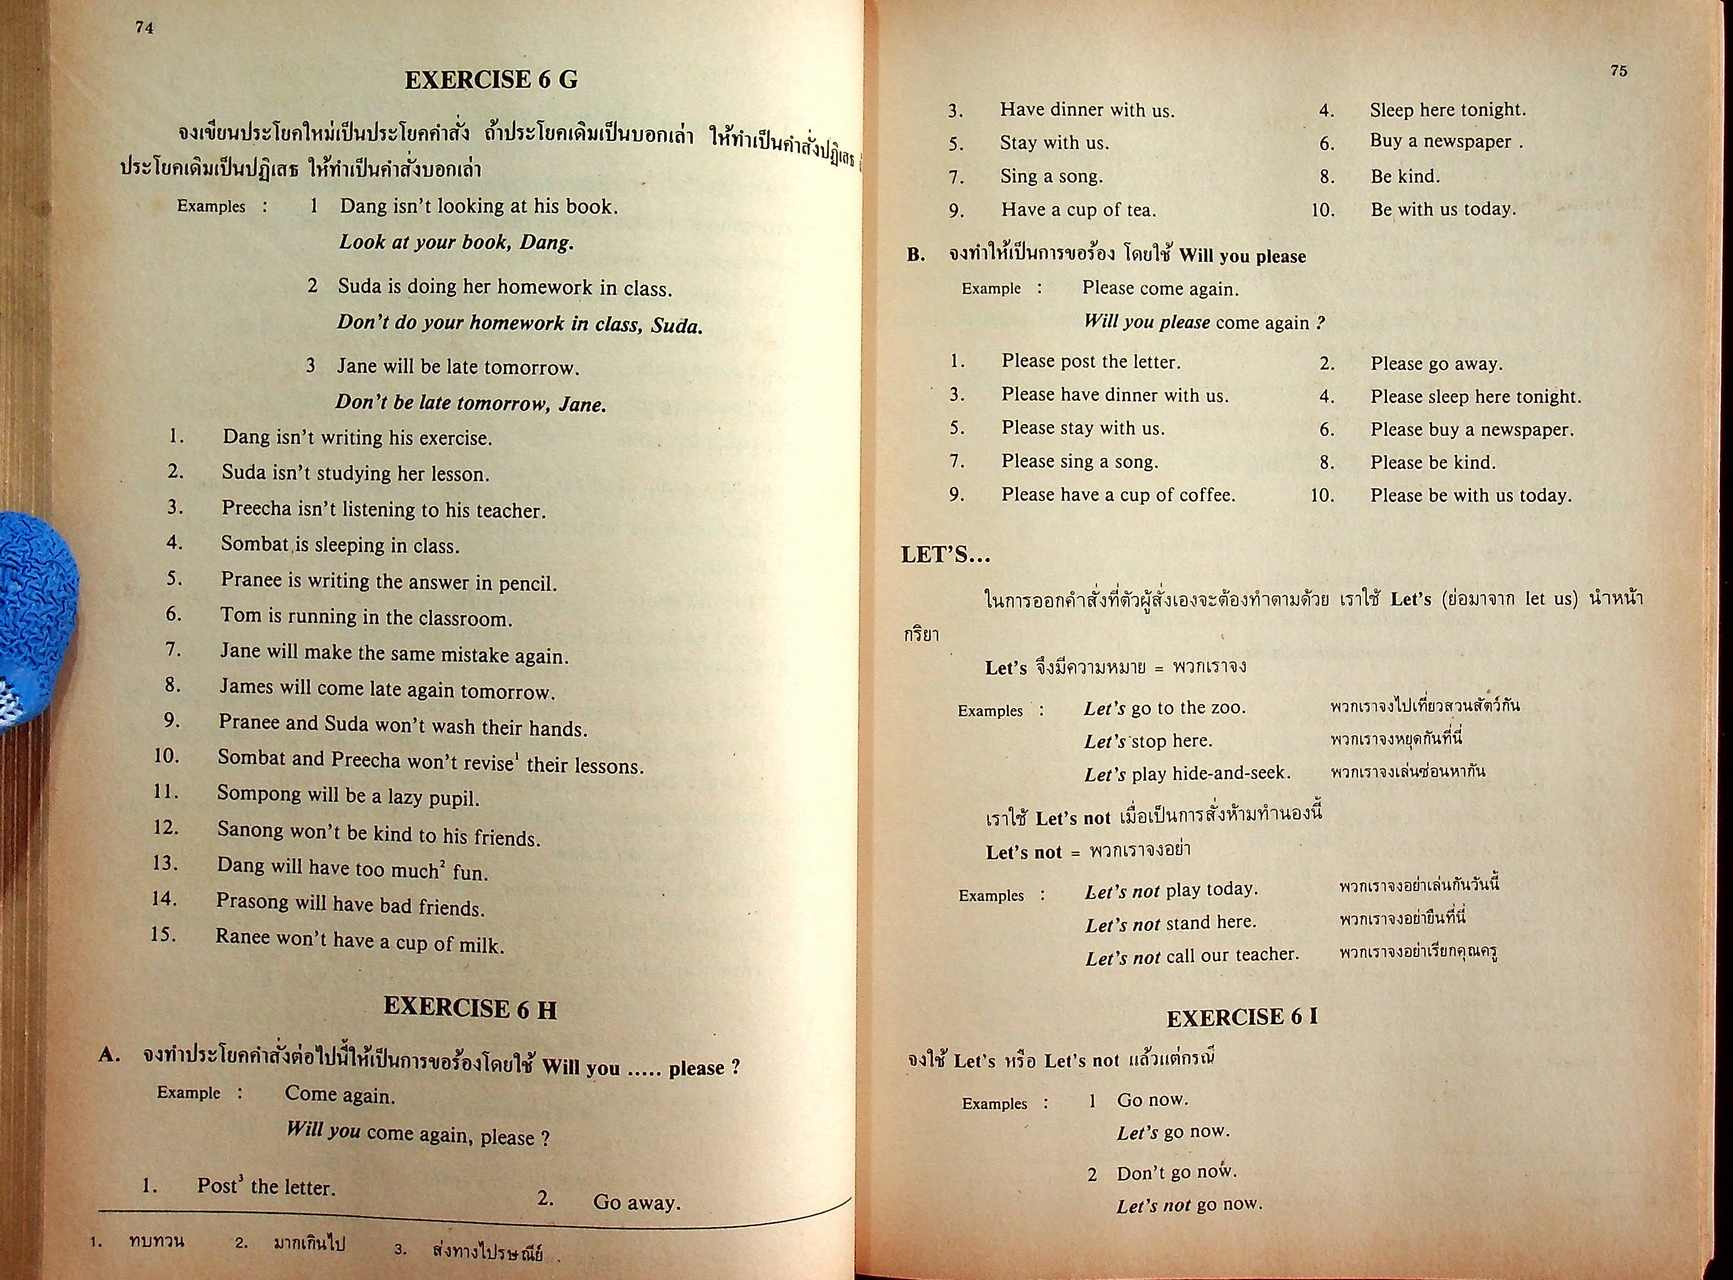 74
EXERCISE 6 G
จงเขียนประโยคใหม่เป็นประโยคคำสั่ง ถ้าประโยคเดิมเป็นบอกเล่า ให้ทำเป็นคำสั่งปฏิเสธ
ประโยคเดิมเป็นปฏิเสธ ให้ทำเป็นคำสั่งบอกเล่า
Examples : 1 Dang isn't looking at his book.
Look at your book, Dang.
2 Suda is doing her homework in class.
Don't do your homework in class, Suda.
3 Jane will be late tomorrow.
Don't be late tomorrow, Jane.
1. Dang isn't writing his exercise.
2. Suda isn't studying her lesson.
3. Preecha isn't listening to his teacher.
4. Sombat is sleeping in class.
5. Pranee is writing the answer in pencil.
6. Tom is running in the classroom.
7. Jane will make the same mistake again.
8. James will come late again tomorrow.
9. Pranee and Suda won't wash their hands.
10. Sombat and Preecha won't revise¹ their lessons.
11. Sompong will be a lazy pupil.
12. Sanong won't be kind to his friends.
13. Dang will have too much² fun.
14. Prasong will have bad friends.
15. Ranee won't have a cup of milk.
EXERCISE 6 H
A. จงทำประโยคคำสั่งต่อไปนี้ให้เป็นการขอร้องโดยใช้ Will you ..... please ?
Example : Come again.
Will you come again, please ?
1. Post³ the letter. 2. Go away.
1. ทบทวน 2. มากเกินไป 3. ส่งทางไปรษณีย์
75
3. Have dinner with us. 4. Sleep here tonight.
5. Stay with us. 6. Buy a newspaper .
7. Sing a song. 8. Be kind.
9. Have a cup of tea. 10. Be with us today.
B. จงทำให้เป็นการขอร้อง โดยใช้ Will you please
Example : Please come again.
Will you please come again ?
1. Please post the letter. 2. Please go away.
3. Please have dinner with us. 4. Please sleep here tonight.
5. Please stay with us. 6. Please buy a newspaper.
7. Please sing a song. 8. Please be kind.
9. Please have a cup of coffee. 10. Please be with us today.
LET'S...
ในการออกคำสั่งที่ตัวผู้สั่งเองจะต้องทำตามด้วย เราใช้ Let's (ย่อมาจาก let us) นำหน้า
กริยา
Let's จึงมีความหมาย = พวกเราจง
Examples : Let's go to the zoo. พวกเราจงไปเที่ยวสวนสัตว์กัน
Let's stop here. พวกเราจงหยุดกันที่นี่
Let's play hide-and-seek. พวกเราจงเล่นซ่อนหากัน
เราใช้ Let's not เมื่อเป็นการสั่งห้ามทำนองนี้
Let's not = พวกเราจงอย่า
Examples : Let's not play today. พวกเราจงอย่าเล่นกันวันนี้
Let's not stand here. พวกเราจงอย่ายืนที่นี่
Let's not call our teacher. พวกเราจงอย่าเรียกคุณครู
EXERCISE 6 I
จงใช้ Let's หรือ Let's not แล้วแต่กรณี
Examples : 1 Go now.
Let's go now.
2 Don't go now.
Let's not go now.